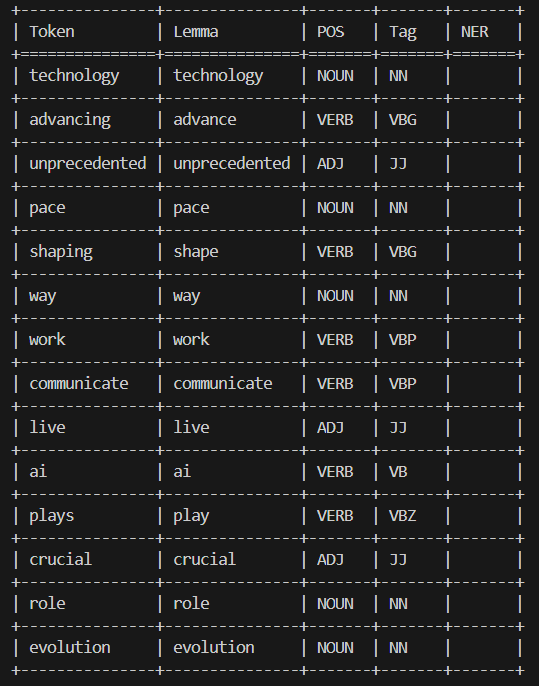 Token | Lemma | POS | Tag | NER
technology | technology | NOUN | NN |
advancing | advance | VERB | VBG |
unprecedented | unprecedented | ADJ | JJ |
pace | pace | NOUN | NN |
shaping | shape | VERB | VBG |
way | way | NOUN | NN |
work | work | VERB | VBP |
communicate | communicate | VERB | VBP |
live | live | ADJ | JJ |
ai | ai | VERB | VB |
plays | play | VERB | VBZ |
crucial | crucial | ADJ | JJ |
role | role | NOUN | NN |
evolution | evolution | NOUN | NN |